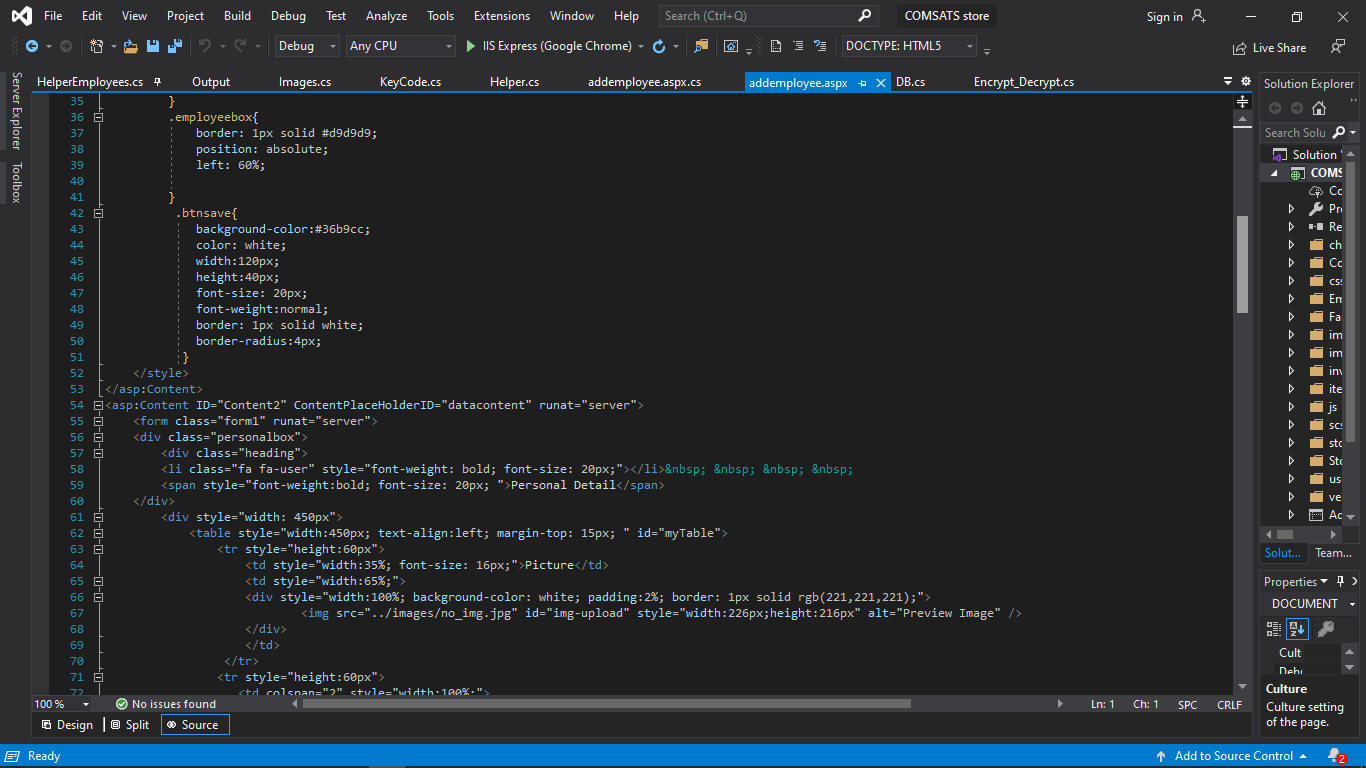 File Edit View Project Build Debug Test Analyze Tools Extensions Window Help Search (Ctrl+Q) COMSATS store Sign in
Debug Any CPU IIS Express (Google Chrome) DOCTYPE: HTML5 Live Share
HelperEmployees.cs Output Images.cs KeyCode.cs Helper.cs addemployee.aspx.cs addemployee.aspx DB.cs Encrypt_Decrypt.cs
Server Explorer
Toolbox
35 }
36 .employeebox{
37 border: 1px solid #d9d9d9;
38 position: absolute;
39 left: 60%;
40
41 }
42 .btnsave{
43 background-color:#36b9cc;
44 color: white;
45 width:120px;
46 height:40px;
47 font-size: 20px;
48 font-weight:normal;
49 border: 1px solid white;
50 border-radius:4px;
51 }
52 </style>
53 </asp:Content>
54 <asp:Content ID="Content2" ContentPlaceHolderID="datacontent" runat="server">
55 <form class="form1" runat="server">
56 <div class="personalbox">
57 <div class="heading">
58 <li class="fa fa-user" style="font-weight: bold; font-size: 20px;"></li>&nbsp; &nbsp; &nbsp; &nbsp;
59 <span style="font-weight:bold; font-size: 20px; ">Personal Detail</span>
60 </div>
61 <div style="width: 450px">
62 <table style="width:450px; text-align:left; margin-top: 15px; " id="myTable">
63 <tr style="height:60px">
64 <td style="width:35%; font-size: 16px;">Picture</td>
65 <td style="width:65%;">
66 <div style="width:100%; background-color: white; padding:2%; border: 1px solid rgb(221,221,221);">
67 <img src="../images/no_img.jpg" id="img-upload" style="width:226px;height:216px" alt="Preview Image" />
68 </div>
69 </td>
70 </tr>
71 <tr style="height:60px">
72 <td colspan="2" style="width:100%;">
100 % No issues found Ln: 1 Ch: 1 SPC CRLF
Design Split Source
Solution Explorer
Search Solu
Solution '
COMS
Co
Pr
Re
ch
Co
css
Em
Fa
im
im
inv
ite
js
scs
sto
Sto
us
ve
Ac
Solut... Team...
Properties
DOCUMENT
Cult
Debu
Culture
Culture setting
of the page.
Ready Add to Source Control 2